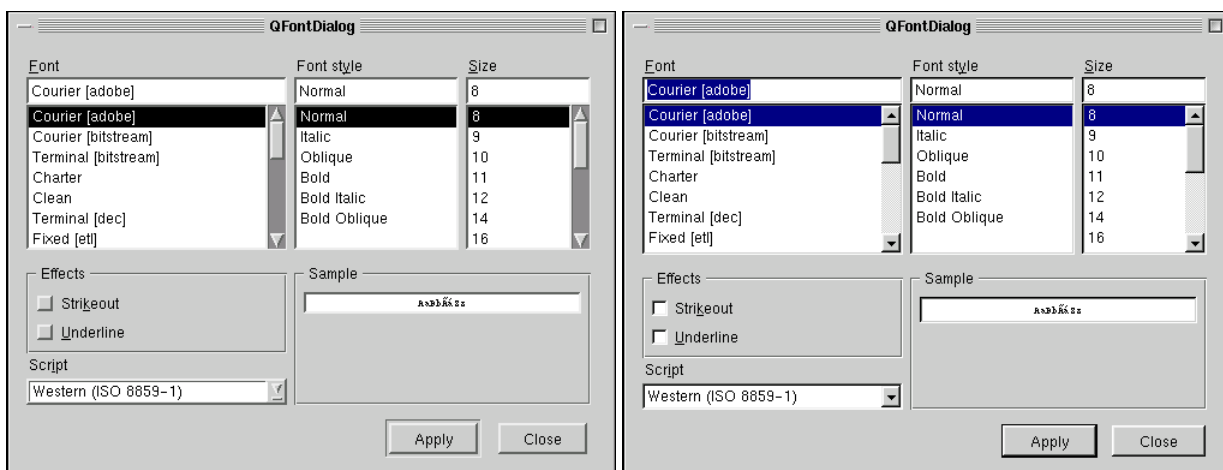 QFontDialog
Font Font style Size
Courier [adobe] Normal 8
Courier [adobe] Normal 8
Courier [bitstream] Italic 9
Terminal [bitstream] Oblique 10
Charter Bold 11
Clean Bold Italic 12
Terminal [dec] Bold Oblique 14
Fixed [etl] 16
Effects Sample
Strikeout
Underline
Script
Western (ISO 8859-1)
Apply Close
QFontDialog
Font Font style Size
Courier [adobe] Normal 8
Courier [adobe] Normal 8
Courier [bitstream] Italic 9
Terminal [bitstream] Oblique 10
Charter Bold 11
Clean Bold Italic 12
Terminal [dec] Bold Oblique 14
Fixed [etl] 16
Effects Sample
Strikeout
Underline
Script
Western (ISO 8859-1)
Apply Close